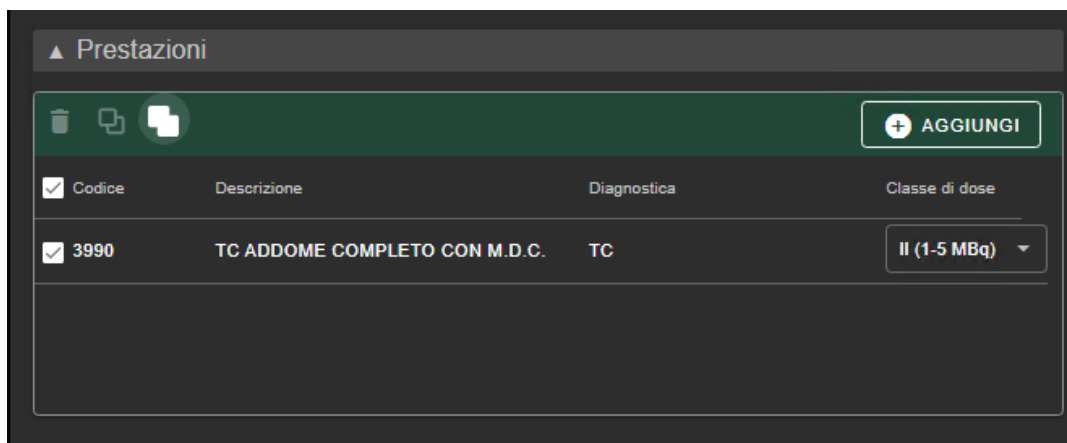 ▲ Prestazioni
AGGIUNGI
Codice Descrizione Diagnostica Classe di dose
3990 TC ADDOME COMPLETO CON M.D.C. TC II (1-5 MBq)